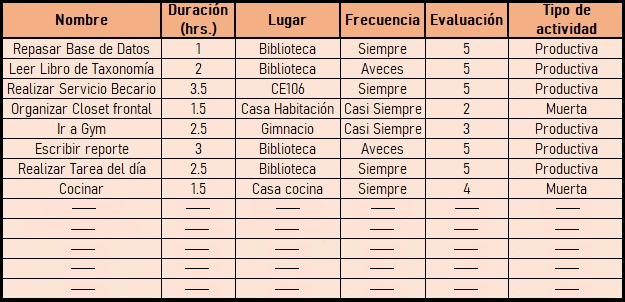 Nombre Duración (hrs.) Lugar Frecuencia Evaluación Tipo de actividad
Repasar Base de Datos 1 Biblioteca Siempre 5 Productiva
Leer Libro de Taxonomía 2 Biblioteca Aveces 5 Productiva
Realizar Servicio Becario 3.5 CE106 Siempre 5 Productiva
Organizar Closet frontal 1.5 Casa Habitación Casi Siempre 2 Muerta
Ir a Gym 2.5 Gimnacio Casi Siempre 3 Productiva
Escribir reporte 3 Biblioteca Aveces 5 Productiva
Realizar Tarea del día 2.5 Biblioteca Siempre 5 Productiva
Cocinar 1.5 Casa cocina Siempre 4 Muerta
—— —— —— —— —— ——
—— —— —— —— —— ——
—— —— —— —— —— ——
—— —— —— —— —— ——
—— —— —— —— —— ——